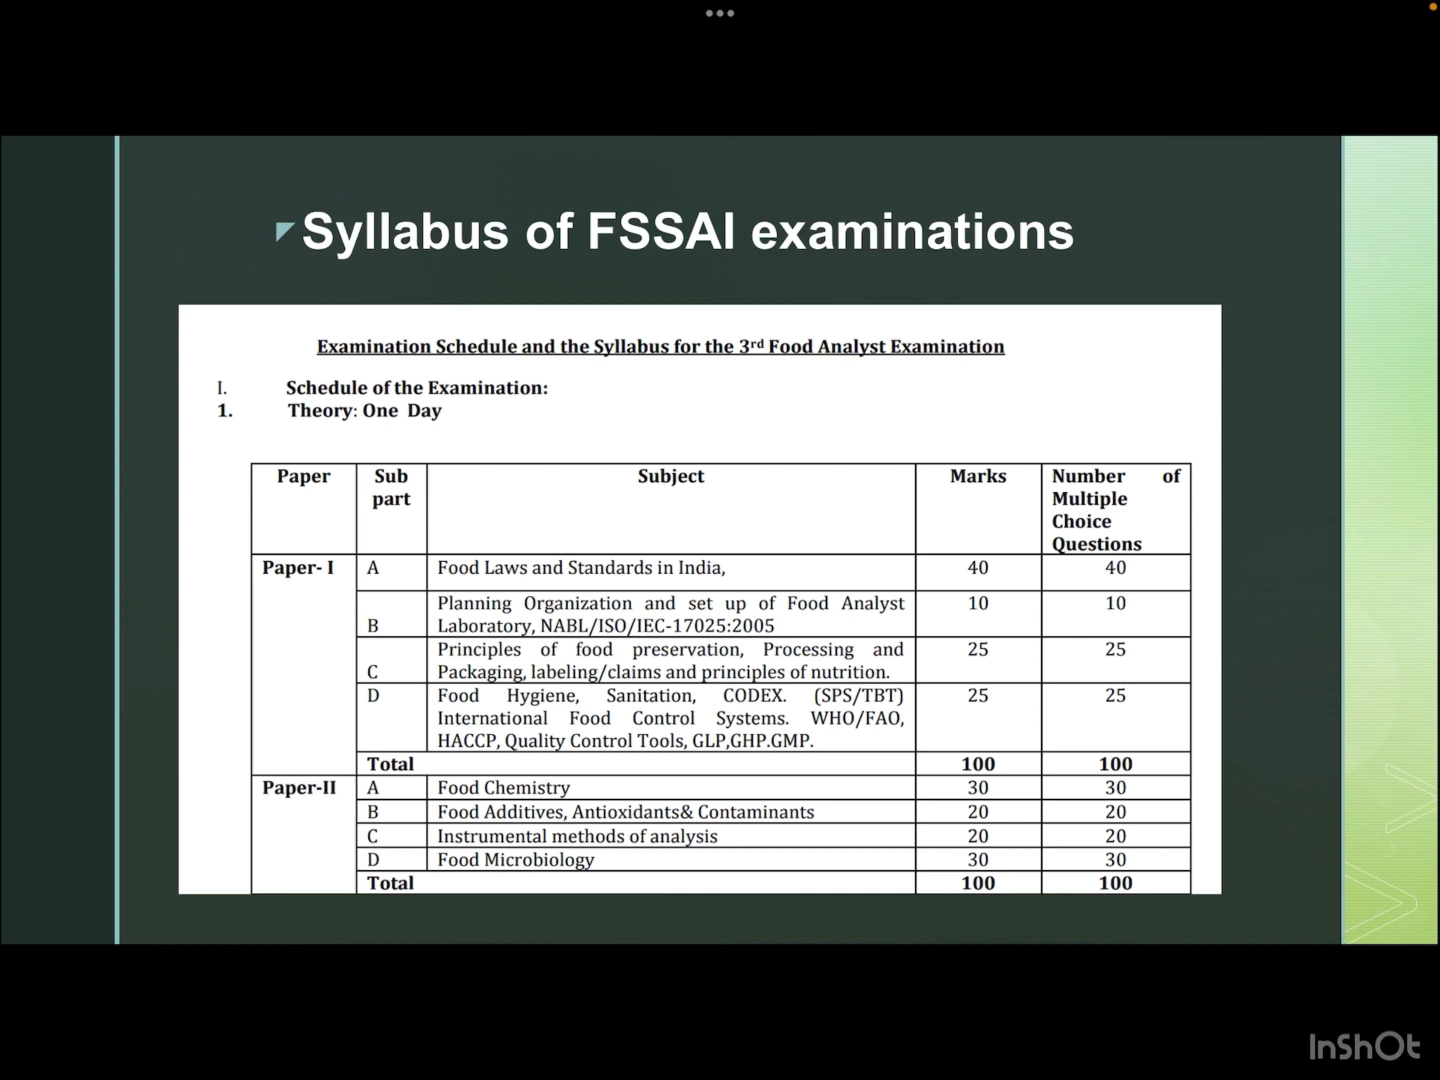 Syllabus of FSSAI examinations
Examination Schedule and the Syllabus for the 3rd Food Analyst Examination
I. Schedule of the Examination:
1. Theory: One Day
Paper Sub part Subject Marks Number of Multiple Choice Questions
Paper- I A Food Laws and Standards in India, 40 40
B Planning Organization and set up of Food Analyst Laboratory, NABL/ISO/IEC-17025:2005 10 10
C Principles of food preservation, Processing and Packaging, labeling/claims and principles of nutrition. 25 25
D Food Hygiene, Sanitation, CODEX. (SPS/TBT) International Food Control Systems. WHO/FAO, HACCP, Quality Control Tools, GLP,GHP.GMP. 25 25
Total 100 100
Paper-II A Food Chemistry 30 30
B Food Additives, Antioxidants& Contaminants 20 20
C Instrumental methods of analysis 20 20
D Food Microbiology 30 30
Total 100 100
InShOt